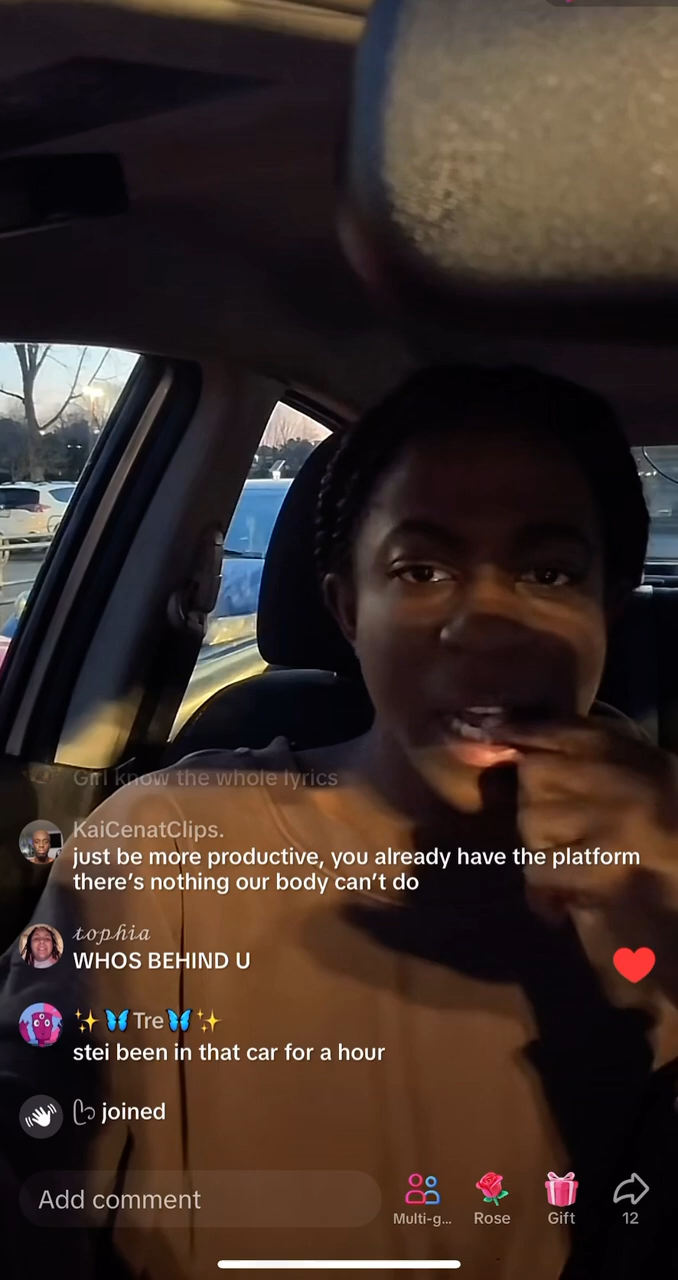 Girl know the whole lyrics
KaiCenatClips.
just be more productive, you already have the platform
there's nothing our body can't do
tophia
WHOS BEHIND U
✨🦋Tre🦋✨
stei been in that car for a hour
joined
Add comment
Multi-g...
Rose
Gift
12